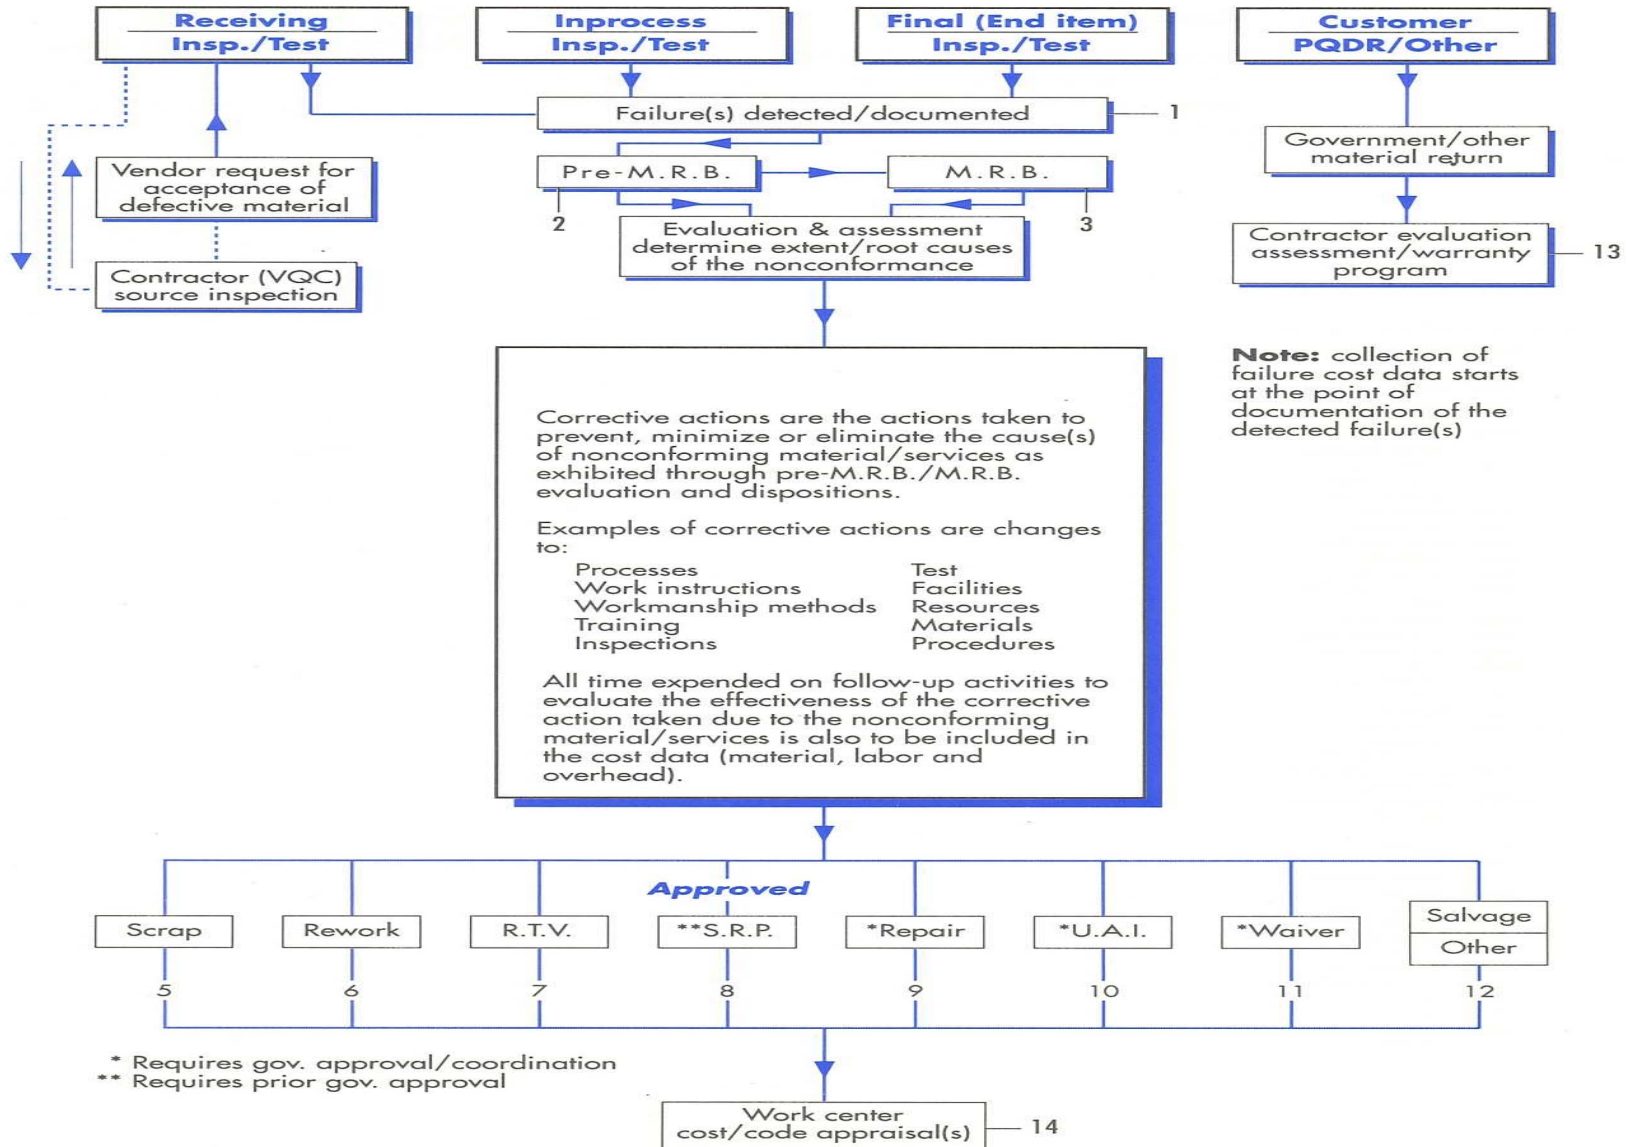 Receiving
Insp./Test
Inprocess
Insp./Test
Final (End item)
Insp./Test
Customer
PQDR/Other
Failure(s) detected/documented
1
Vendor request for
acceptance of
defective material
Pre-M.R.B.
M.R.B.
2
3
Government/other
material return
Evaluation & assessment
determine extent/root causes
of the nonconformance
Contractor evaluation
assessment/warranty
program
13
Contractor (VQC)
source inspection
Note: collection of
failure cost data starts
at the point of
documentation of the
detected failure(s)
Corrective actions are the actions taken to
prevent, minimize or eliminate the cause(s)
of nonconforming material/services as
exhibited through pre-M.R.B./M.R.B.
evaluation and dispositions.
Examples of corrective actions are changes
to:
Processes
Work instructions
Workmanship methods
Training
Inspections
Test
Facilities
Resources
Materials
Procedures
All time expended on follow-up activities to
evaluate the effectiveness of the corrective
action taken due to the nonconforming
material/services is also to be included in
the cost data (material, labor and
overhead).
Approved
Scrap
Rework
R.T.V.
**S.R.P.
*Repair
*U.A.I.
*Waiver
Salvage
Other
5
6
7
8
9
10
11
12
* Requires gov. approval/coordination
** Requires prior gov. approval
Work center
cost/code appraisal(s)
14